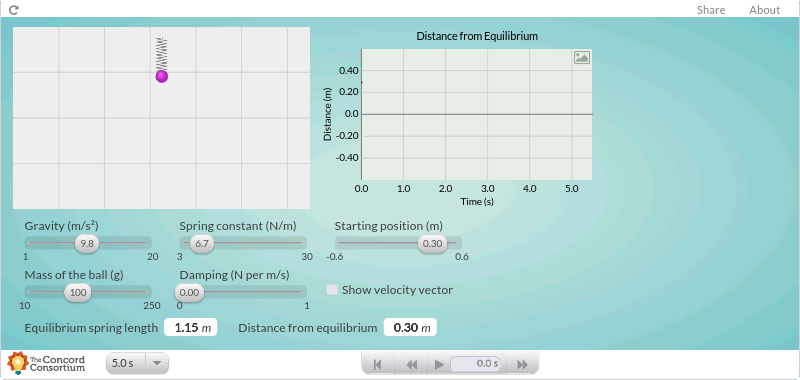 Share About
Distance from Equilibrium
0.40
0.20
0.0
-0.20
-0.40
Distance (m)
0.0 1.0 2.0 3.0 4.0 5.0
Time (s)
Gravity (m/s²) Spring constant (N/m) Starting position (m)
9.8 6.7 0.30
1 20 3 30 -0.6 0.6
Mass of the ball (g) Damping (N per m/s)
100 0.00 Show velocity vector
10 250 0 1
Equilibrium spring length 1.15 m Distance from equilibrium 0.30 m
The Concord
Consortium
5.0 s 0.0 s